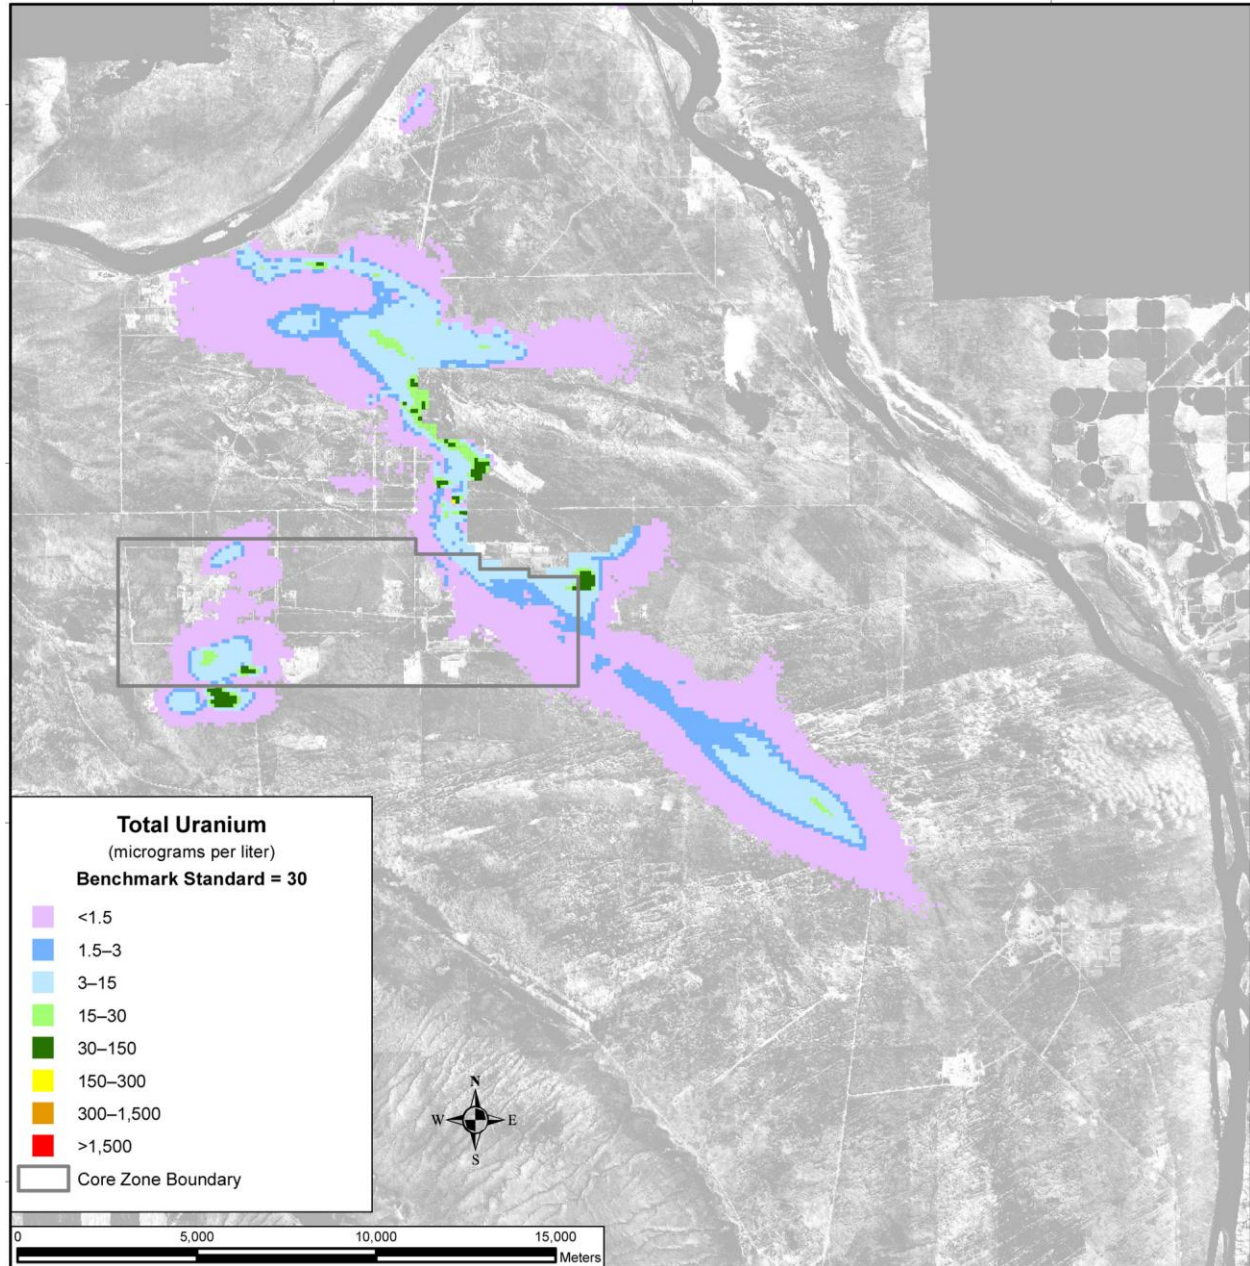 Total Uranium
(micrograms per liter)
Benchmark Standard = 30
<1.5
1.5–3
3–15
15–30
30–150
150–300
300–1,500
>1,500
Core Zone Boundary
N
W E
S
0 5,000 10,000 15,000
Meters